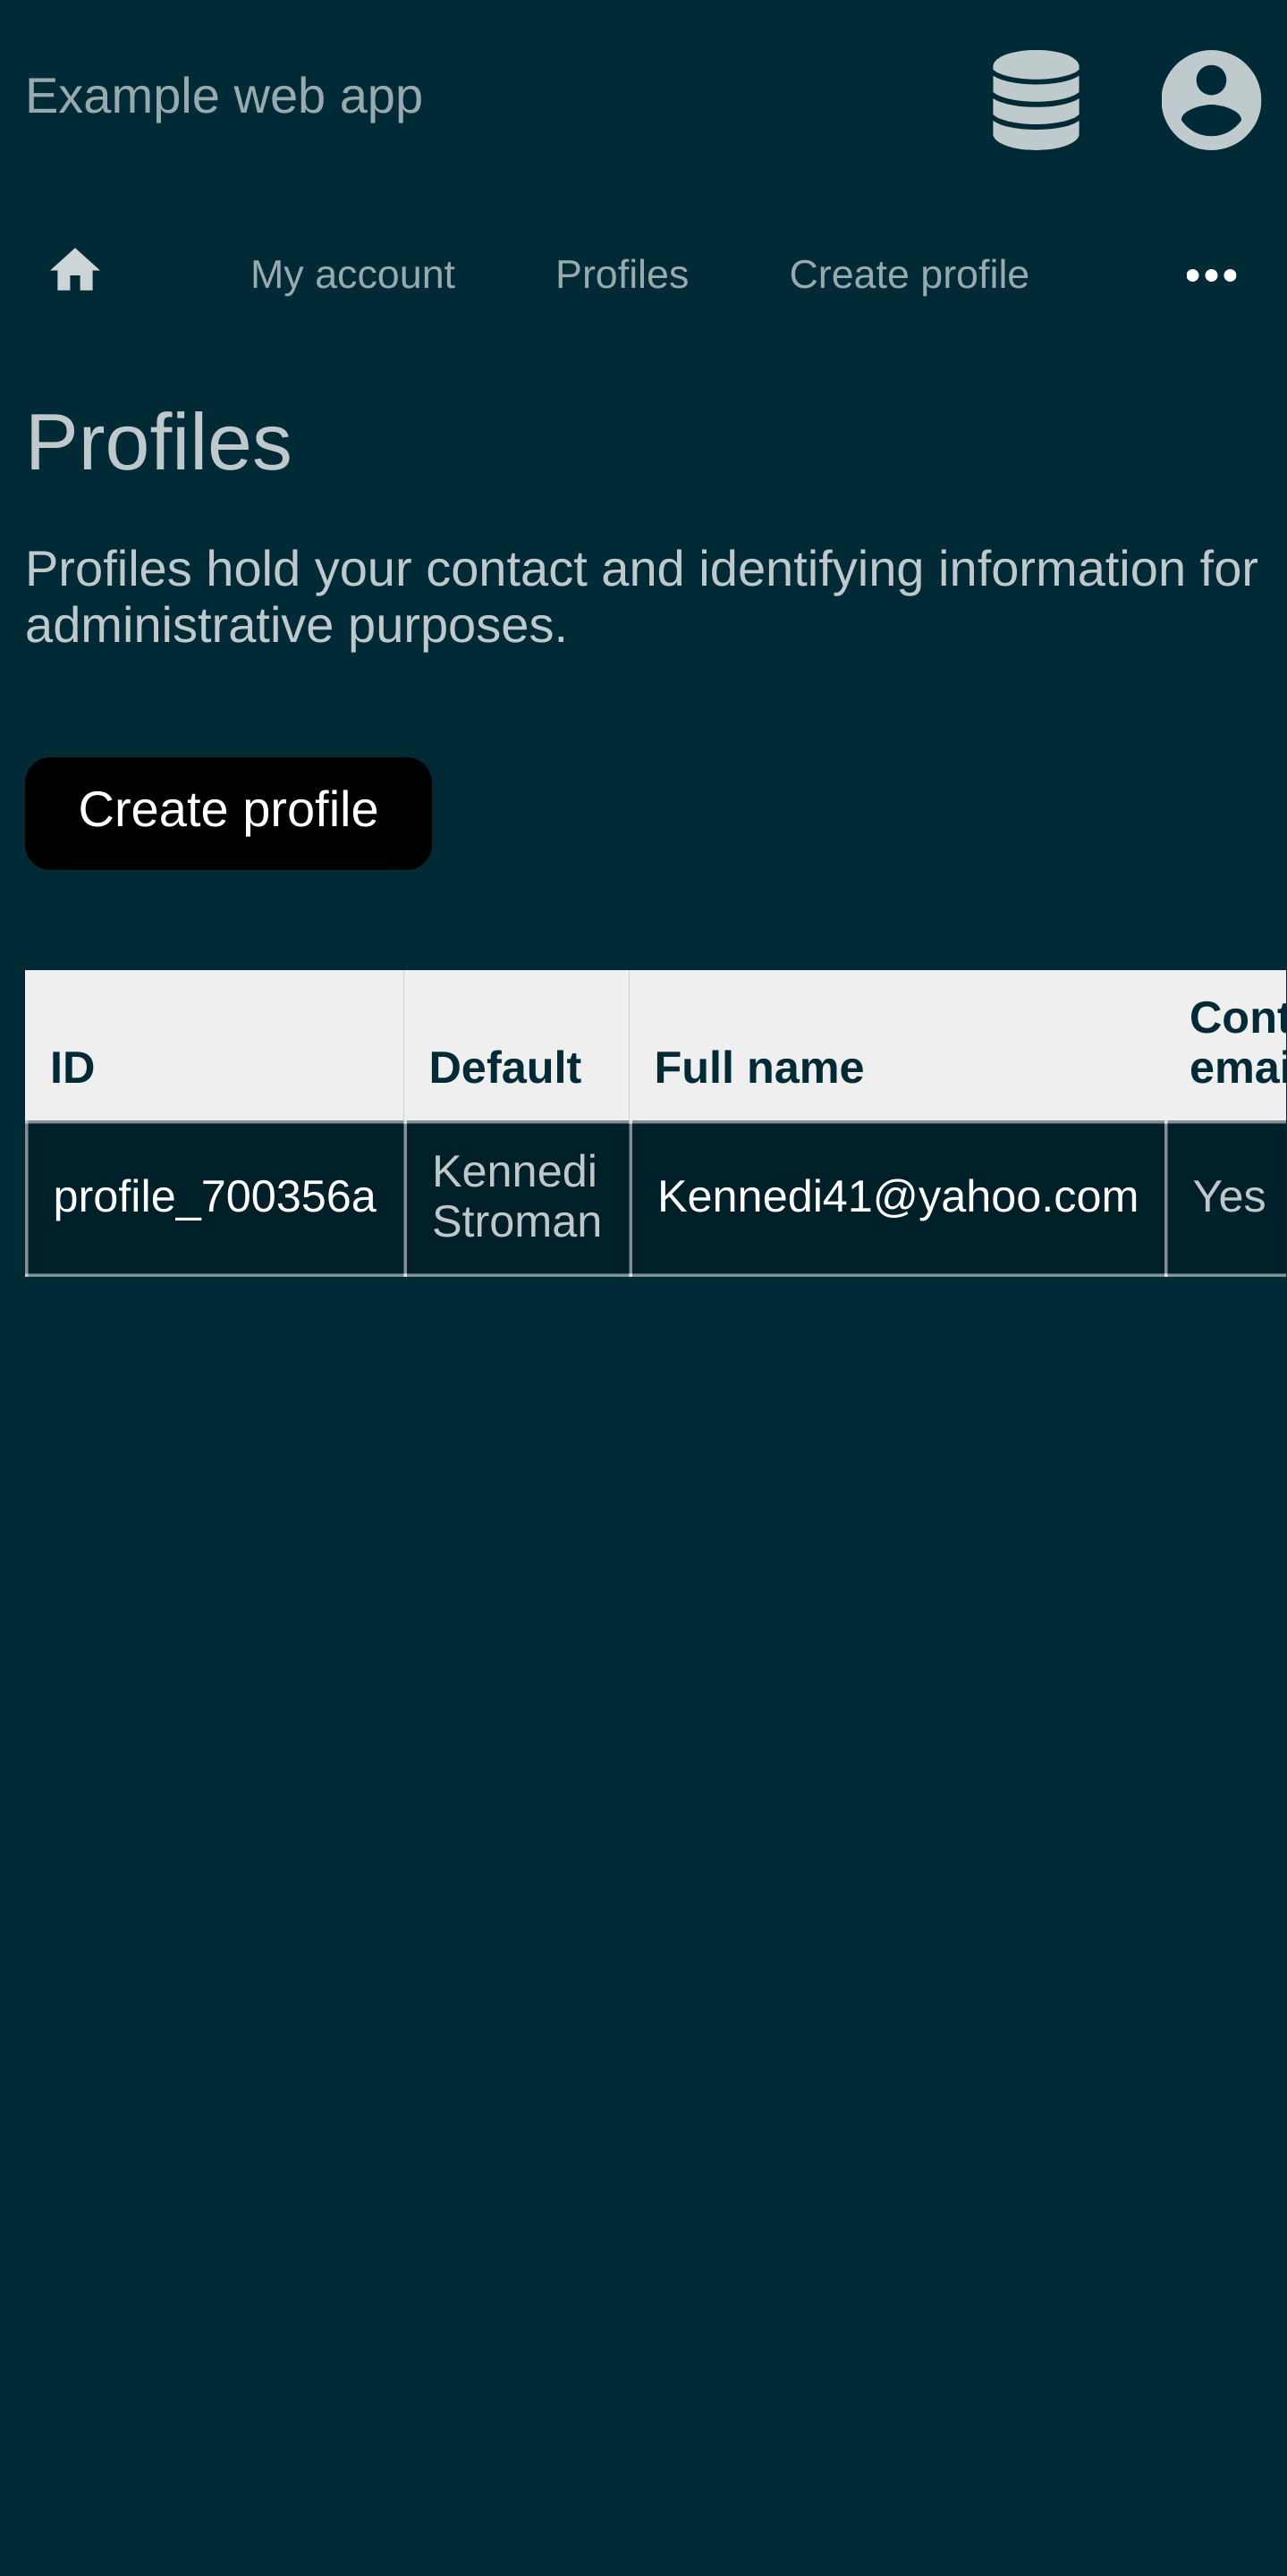 Example web app
My account Profiles Create profile
Profiles
Profiles hold your contact and identifying information for
administrative purposes.
Create profile
ID Default Full name Cont
emai
profile_700356a Kennedi
Stroman Kennedi41@yahoo.com Yes